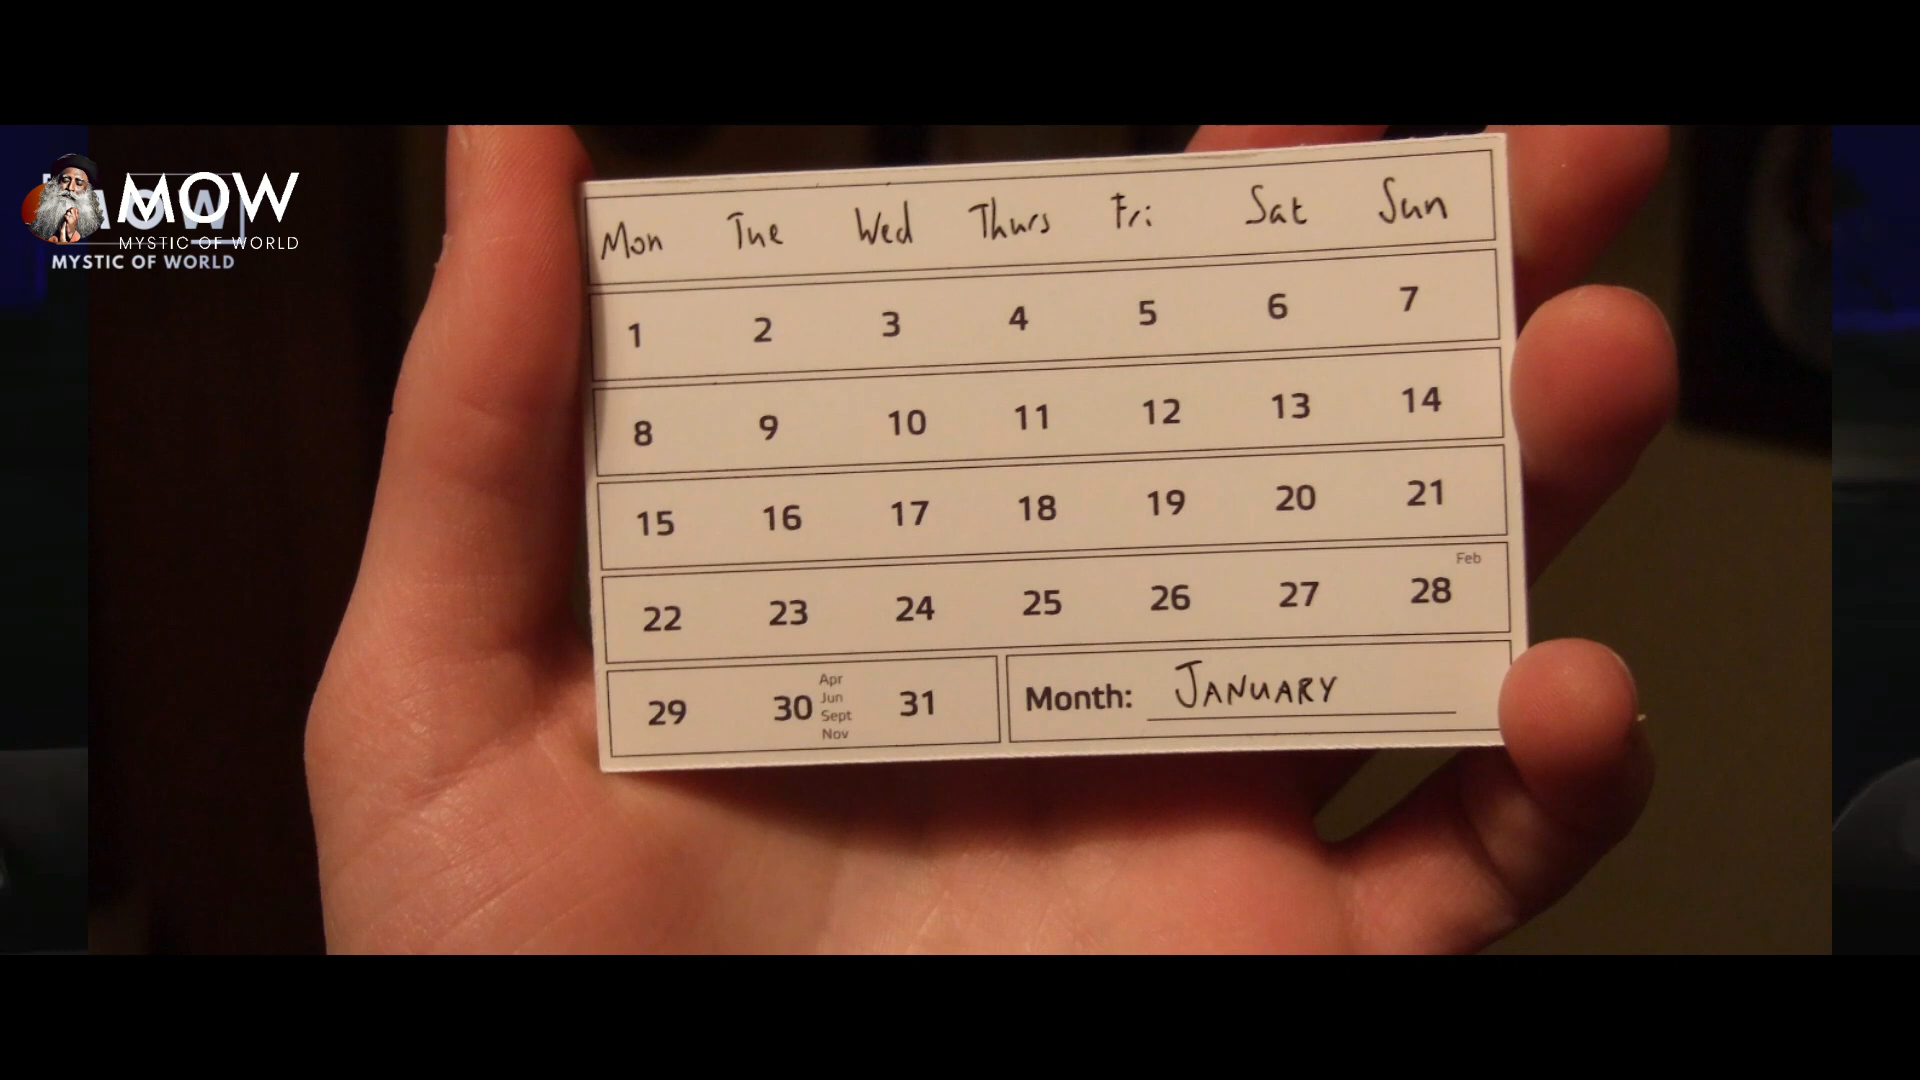 MOW
MYSTIC OF WORLD
MYSTIC OF WORLD
Mon Tue Wed Thurs Fri Sat Sun
1 2 3 4 5 6 7
8 9 10 11 12 13 14
15 16 17 18 19 20 21
22 23 24 25 26 27 28 Feb
29 30 Apr Jun Sept Nov 31
Month: JANUARY